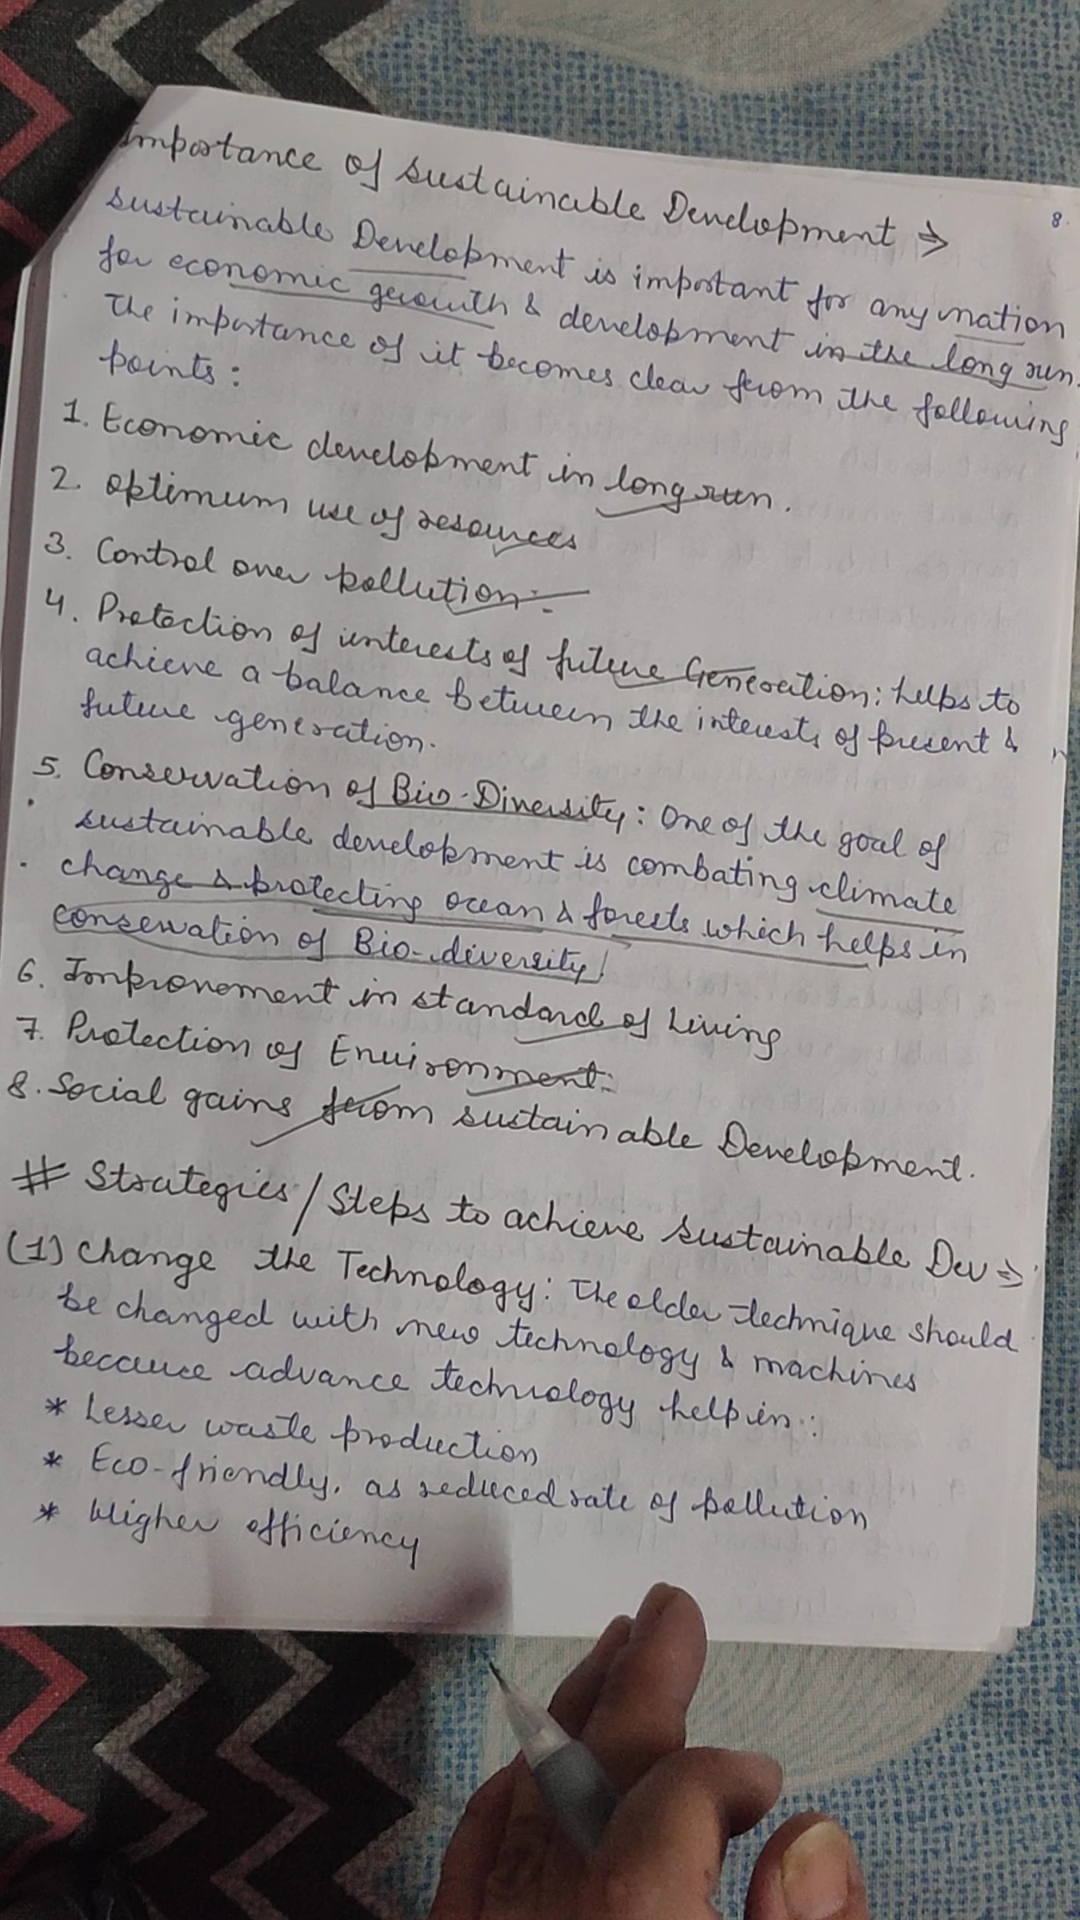 Importance of Sustainable Development ⇒
8.
Sustainable Development is important for any nation
for economic growth & development in the long run.
The importance of it becomes clear from the following
points :
1. Economic development in long run.
2. optimum use of resources
3. Control over pollution:-
4. Protection of interests of future Generation: helps to
achieve a balance between the interests of present &
future generation.
5. Conservation of Bio-Diversity: One of the goal of
sustainable development is combating climate
change & protecting ocean & forests which helps in
conservation of Bio-diversity
6. Improvement in standard of Living
7. Protection of Environment:
8. Social gains from sustainable Development.
# Strategies / Steps to achieve Sustainable Dev ⇒
(1) Change the Technology: The older technique should
be changed with new technology & machines
because advance technology help in:
* Lesser waste production
* Eco-friendly, as reduced rate of pollution
* Higher efficiency